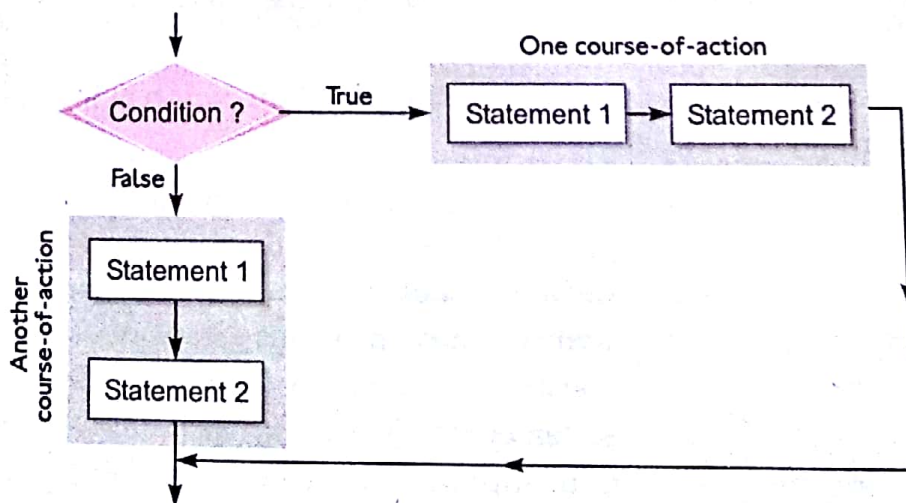 One course-of-action
Condition ?
True
Statement 1
Statement 2
False
Another
course-of-action
Statement 1
Statement 2